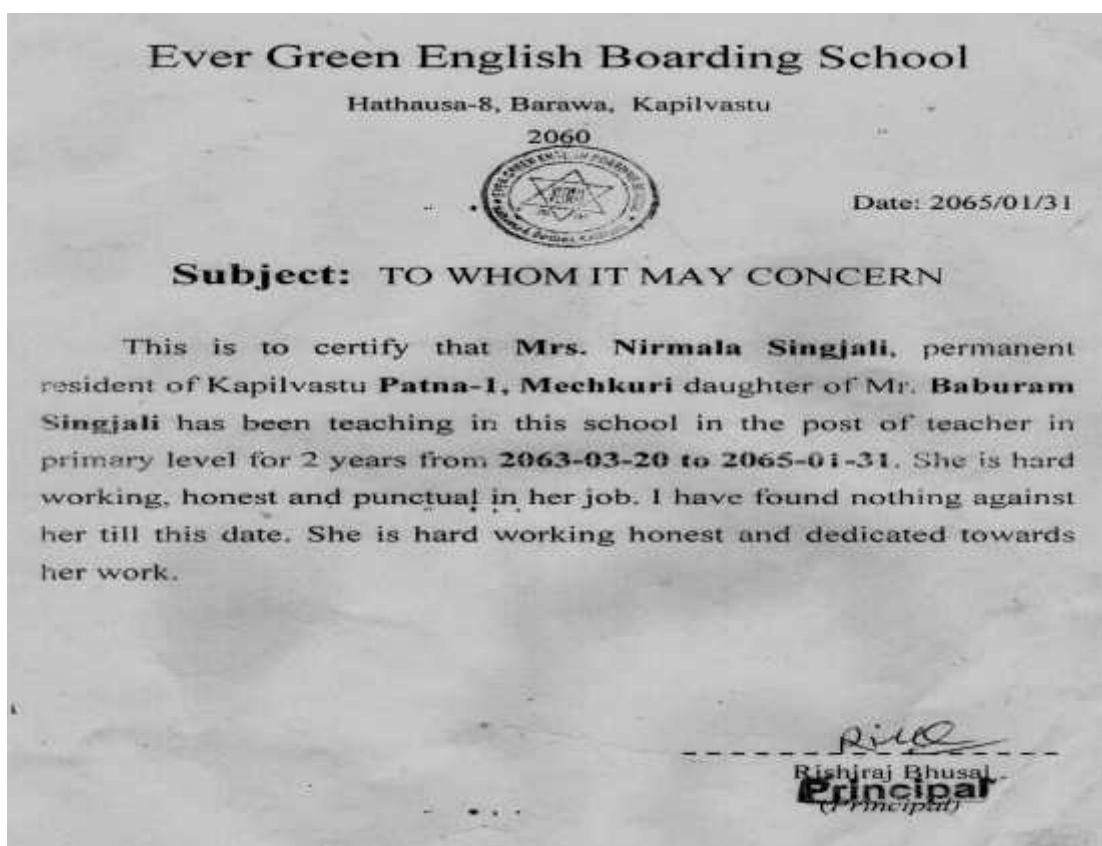 Ever Green English Boarding School
Hathausa-8, Barawa, Kapilvastu
2060
Date: 2065/01/31
Subject: TO WHOM IT MAY CONCERN
This is to certify that Mrs. Nirmala Singjali, permanent
resident of Kapilvastu Patna-1, Mechkuri daughter of Mr. Baburam
Singjali has been teaching in this school in the post of teacher in
primary level for 2 years from 2063-03-20 to 2065-01-31. She is hard
working, honest and punctual in her job. I have found nothing against
her till this date. She is hard working honest and dedicated towards
her work.
Rishiraj Bhusal
Principal
(Principal)